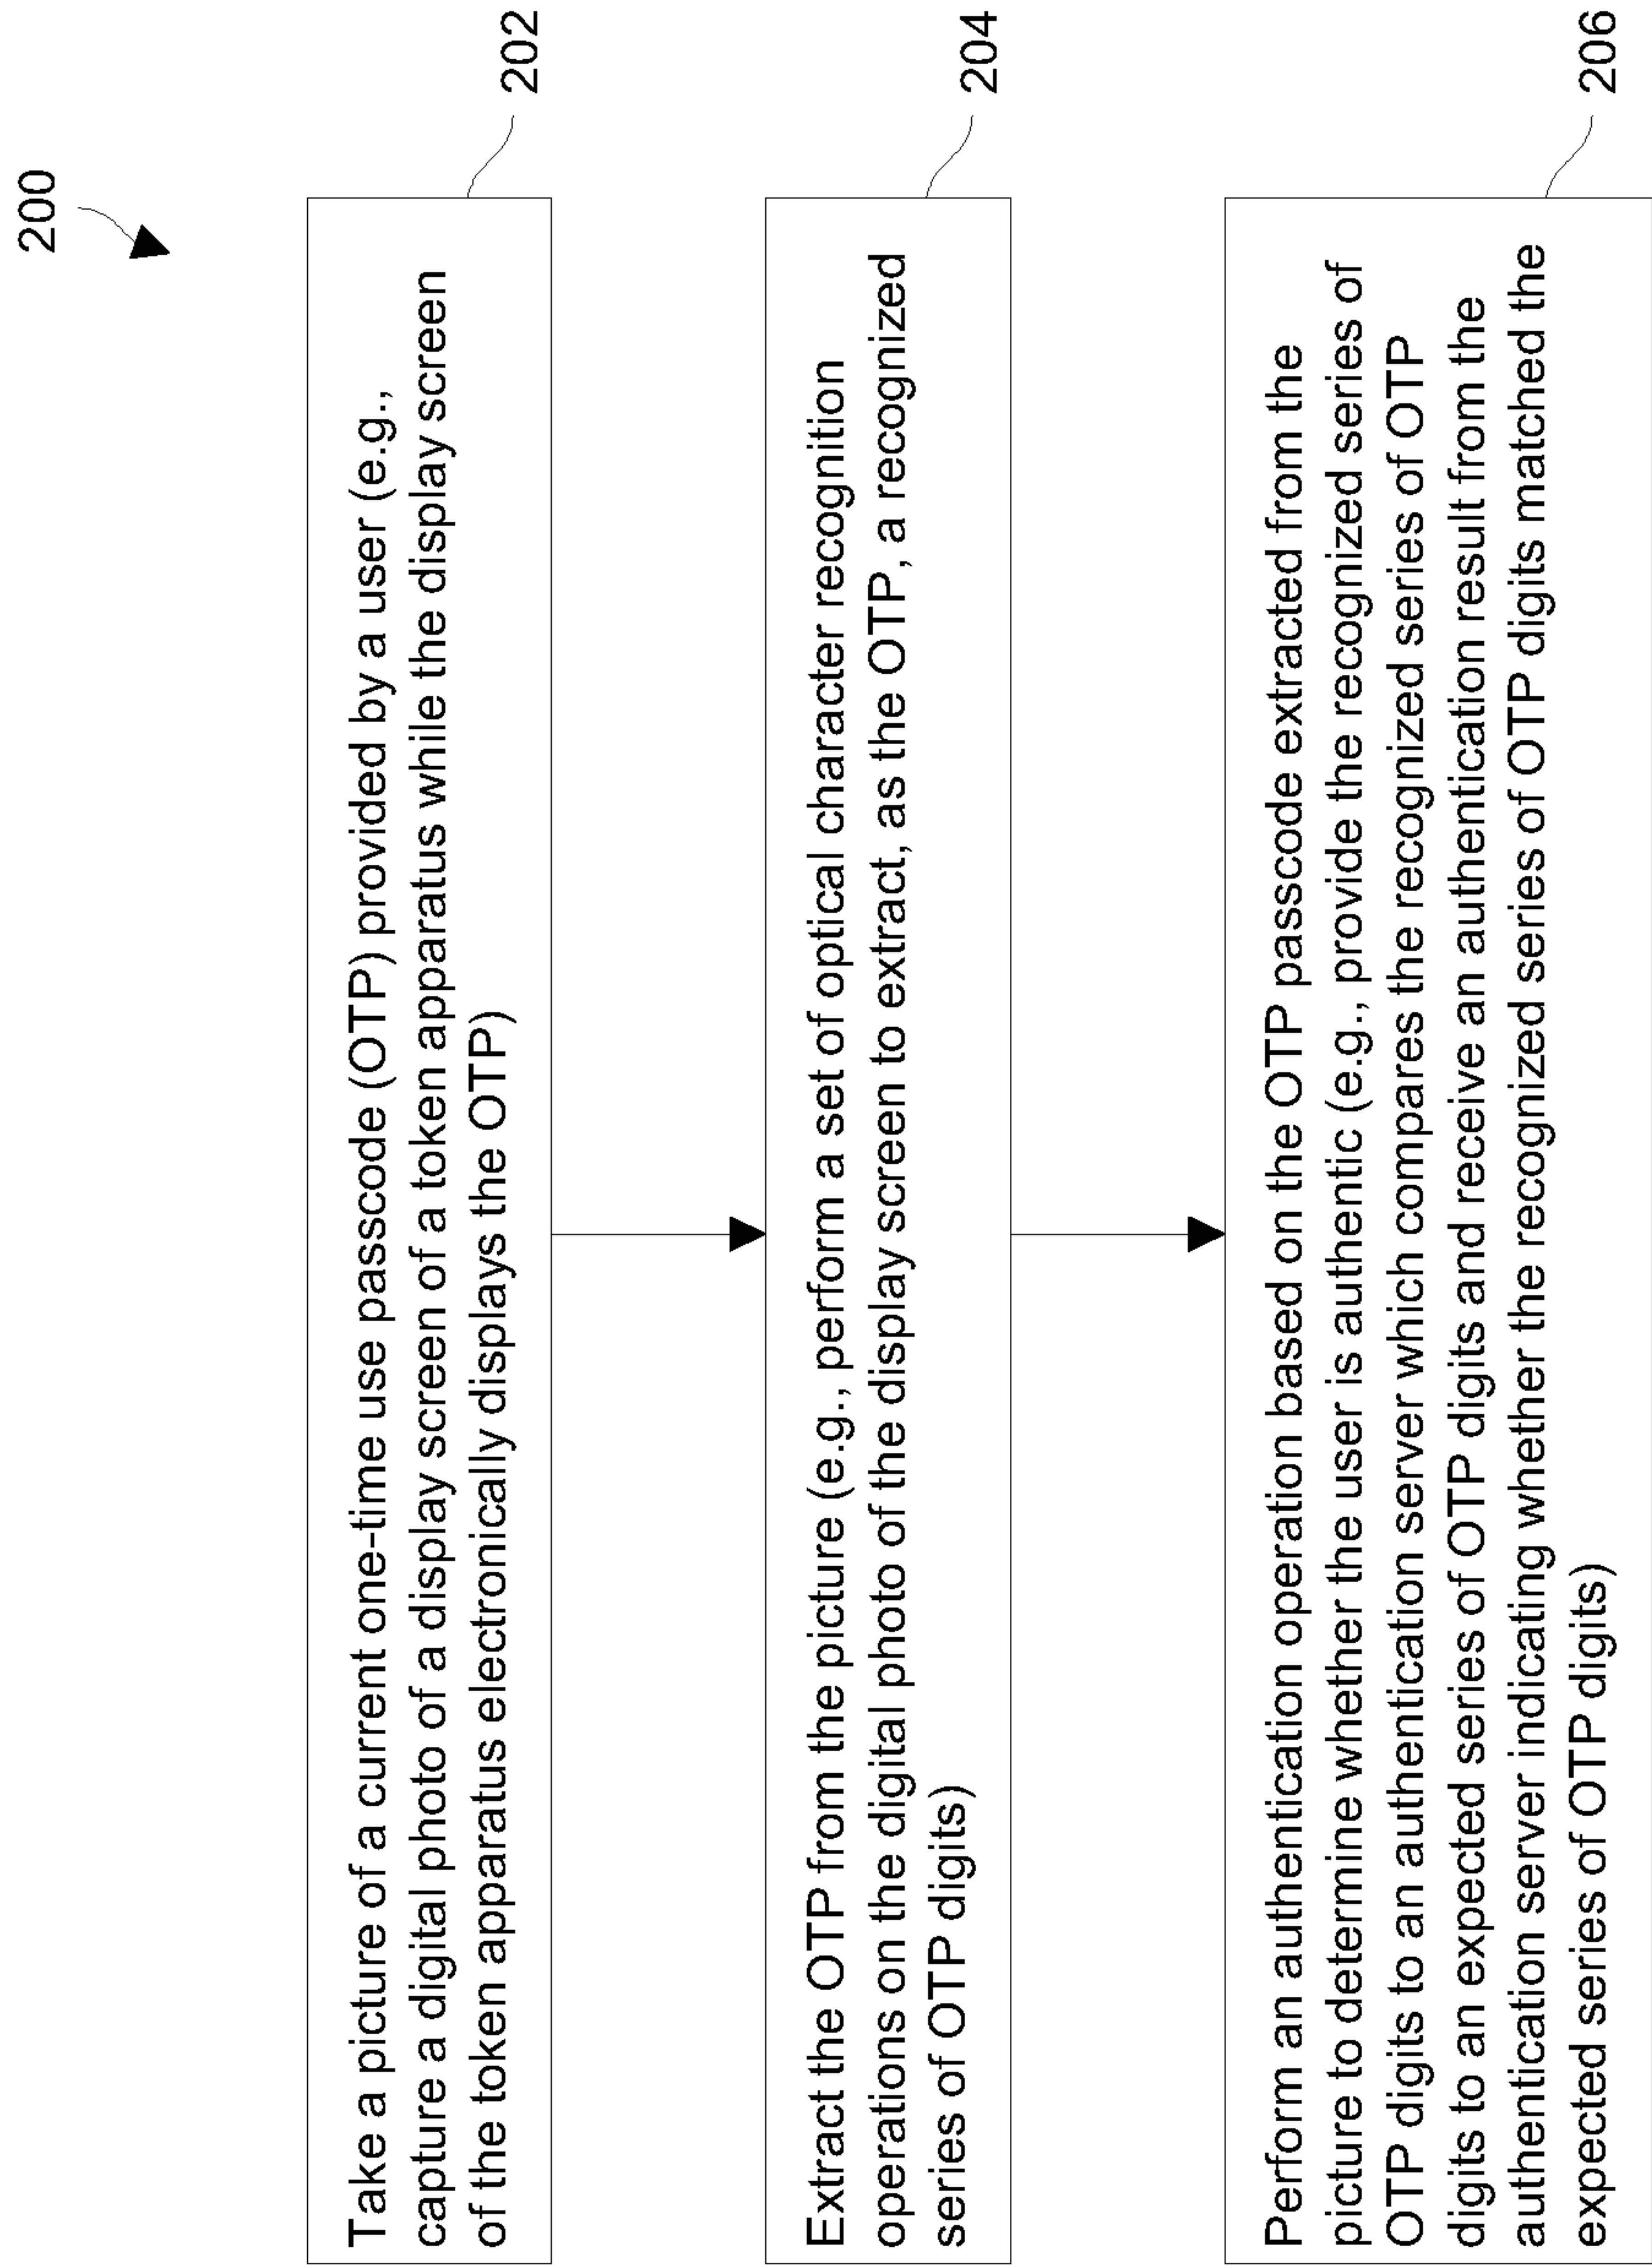 200
Take a picture of a current one-time use passcode (OTP) provided by a user (e.g.,
capture a digital photo of a display screen of a token apparatus while the display screen
of the token apparatus electronically displays the OTP)
202
Extract the OTP from the picture (e.g., perform a set of optical character recognition
operations on the digital photo of the display screen to extract, as the OTP, a recognized
series of OTP digits)
204
Perform an authentication operation based on the OTP passcode extracted from the
picture to determine whether the user is authentic (e.g., provide the recognized series of
OTP digits to an authentication server which compares the recognized series of OTP
digits to an expected series of OTP digits and receive an authentication result from the
authentication server indicating whether the recognized series of OTP digits matched the
expected series of OTP digits)
206